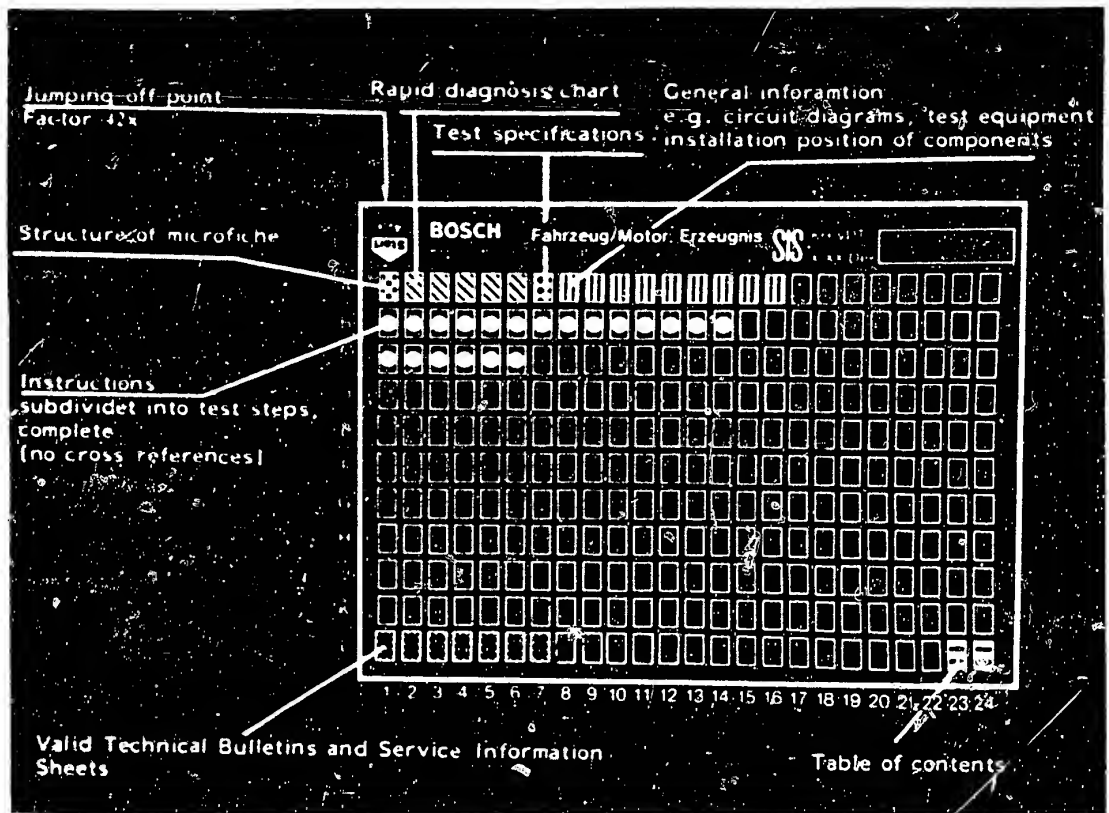 Jumping off point
Factor 42x
Rapid diagnosis chart
Test specifications
General inforamtion
e.g. circuit diagrams, test equipment
installation position of components
Structure of microfiche
BOSCH
Fahrzeug/Motor: Erzeugnis
SIS
Instructions
subdividet into test steps,
complete
[no cross references]
1 2 3 4 5 6 7 8 9 10 11 12 13 14 15 16 17 18 19 20 21 22 23 24
Valid Technical Bulletins and Service Information
Sheets
Table of contents